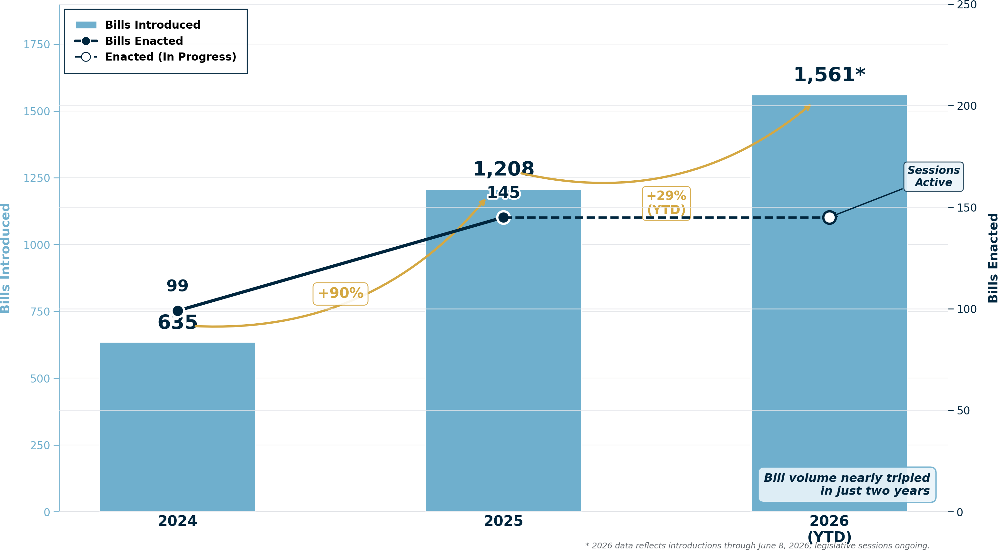 Bills Introduced
Bills Enacted
Enacted (In Progress)
Bills Introduced
1750
1500
1250
1000
750
500
250
0
250
200
150
100
50
0
Bills Enacted
1,561*
1,208
145
99
635
+90%
+29%
(YTD)
Sessions
Active
Bill volume nearly tripled
in just two years
2024
2025
2026
(YTD)
* 2026 data reflects introductions through June 8, 2026; legislative sessions ongoing.